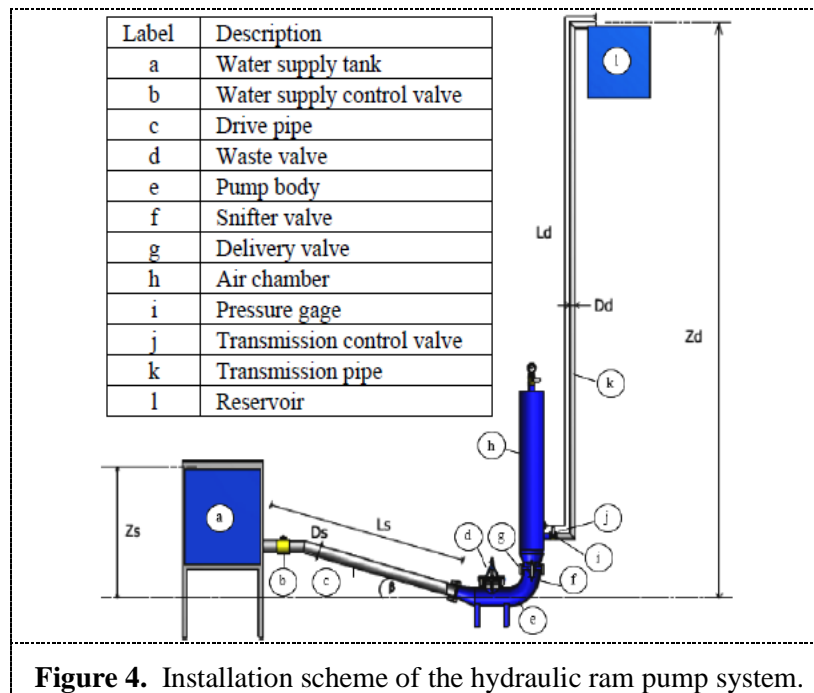 Label Description
a Water supply tank
b Water supply control valve
c Drive pipe
d Waste valve
e Pump body
f Snifter valve
g Delivery valve
h Air chamber
i Pressure gage
j Transmission control valve
k Transmission pipe
l Reservoir
l
Ld
Dd
Zd
k
h
Zs
a
Ls
Ds
d
g
j
i
b
c
β
f
e
Figure 4. Installation scheme of the hydraulic ram pump system.